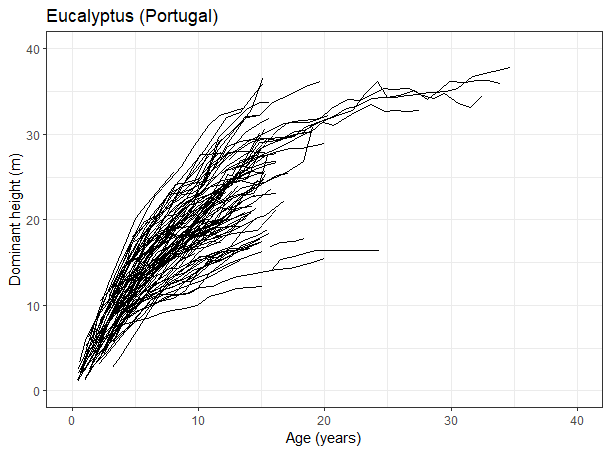 Eucalyptus (Portugal)
40
30
20
10
0
Dominant height (m)
0 10 20 30 40
Age (years)